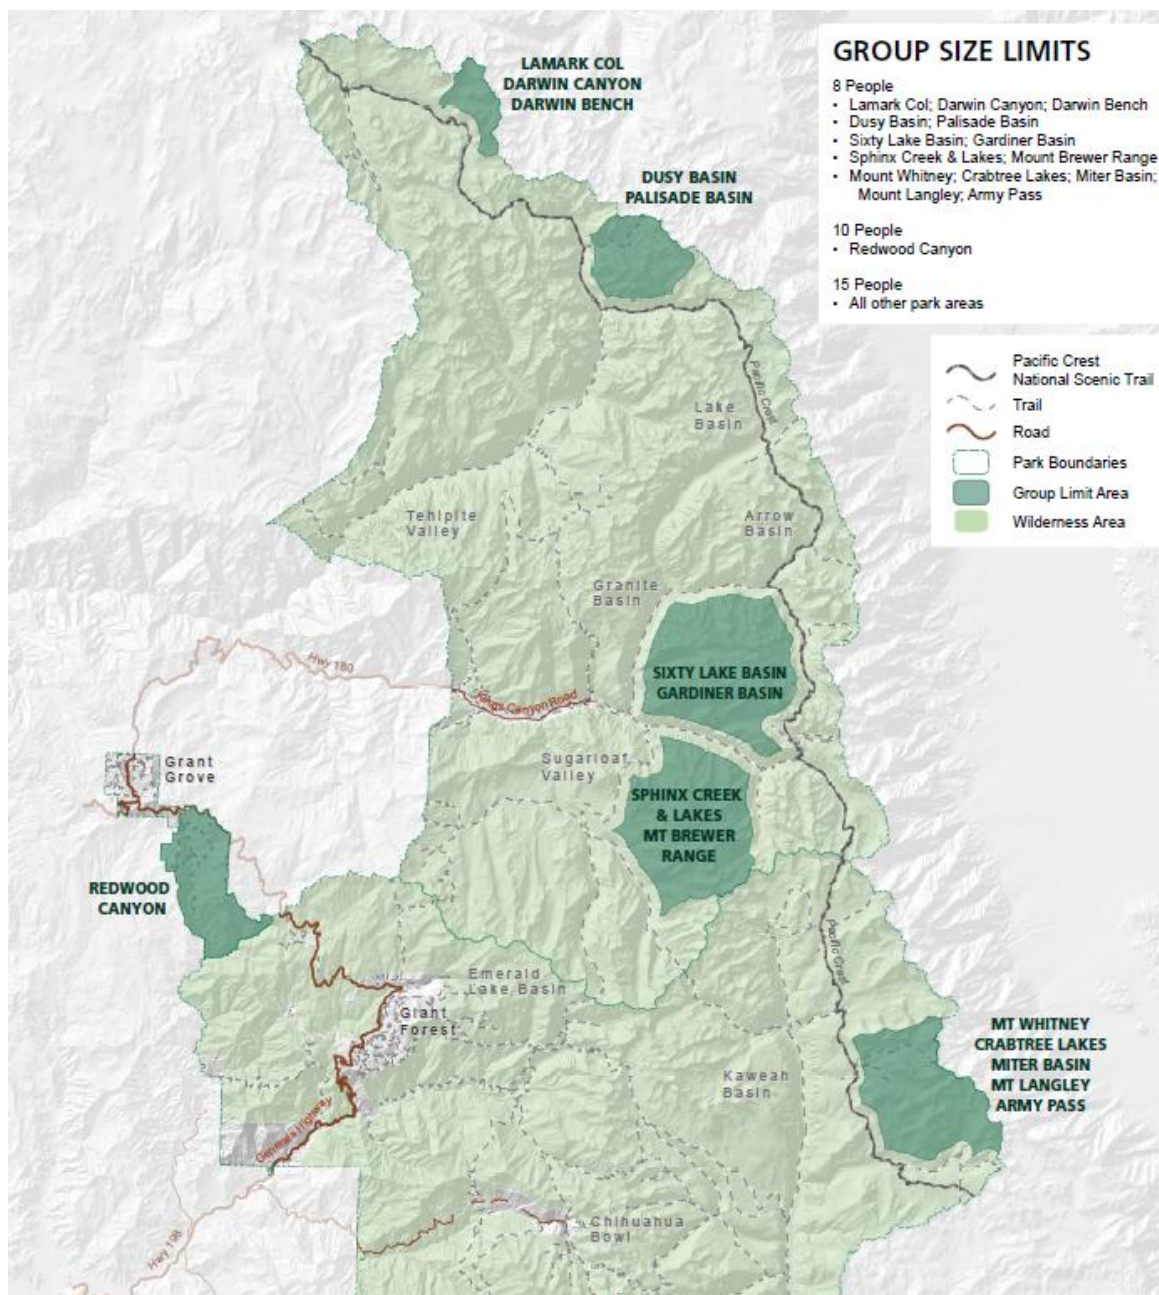 LAMARK COL
DARWIN CANYON
DARWIN BENCH
GROUP SIZE LIMITS
8 People
• Lamark Col; Darwin Canyon; Darwin Bench
• Dusy Basin; Palisade Basin
• Sixty Lake Basin; Gardiner Basin
• Sphinx Creek & Lakes; Mount Brewer Range
• Mount Whitney; Crabtree Lakes; Miter Basin;
Mount Langley; Army Pass
10 People
• Redwood Canyon
15 People
• All other park areas
DUSY BASIN
PALISADE BASIN
Pacific Crest
National Scenic Trail
Trail
Road
Park Boundaries
Group Limit Area
Wilderness Area
Pacific Crest
Lake
Basin
Tehipite
Valley
Arrow
Basin
Granite
Basin
Hwy 180
Kings Canyon Road
SIXTY LAKE BASIN
GARDINER BASIN
Grant
Grove
Sugarloaf
Valley
SPHINX CREEK
& LAKES
MT BREWER
RANGE
REDWOOD
CANYON
Pacific Crest
Emerald
Lake Basin
Giant
Forest
MT WHITNEY
CRABTREE LAKES
MITER BASIN
MT LANGLEY
ARMY PASS
Kaweah
Basin
Generals Highway
Hwy 198
Chihuahua
Bowl